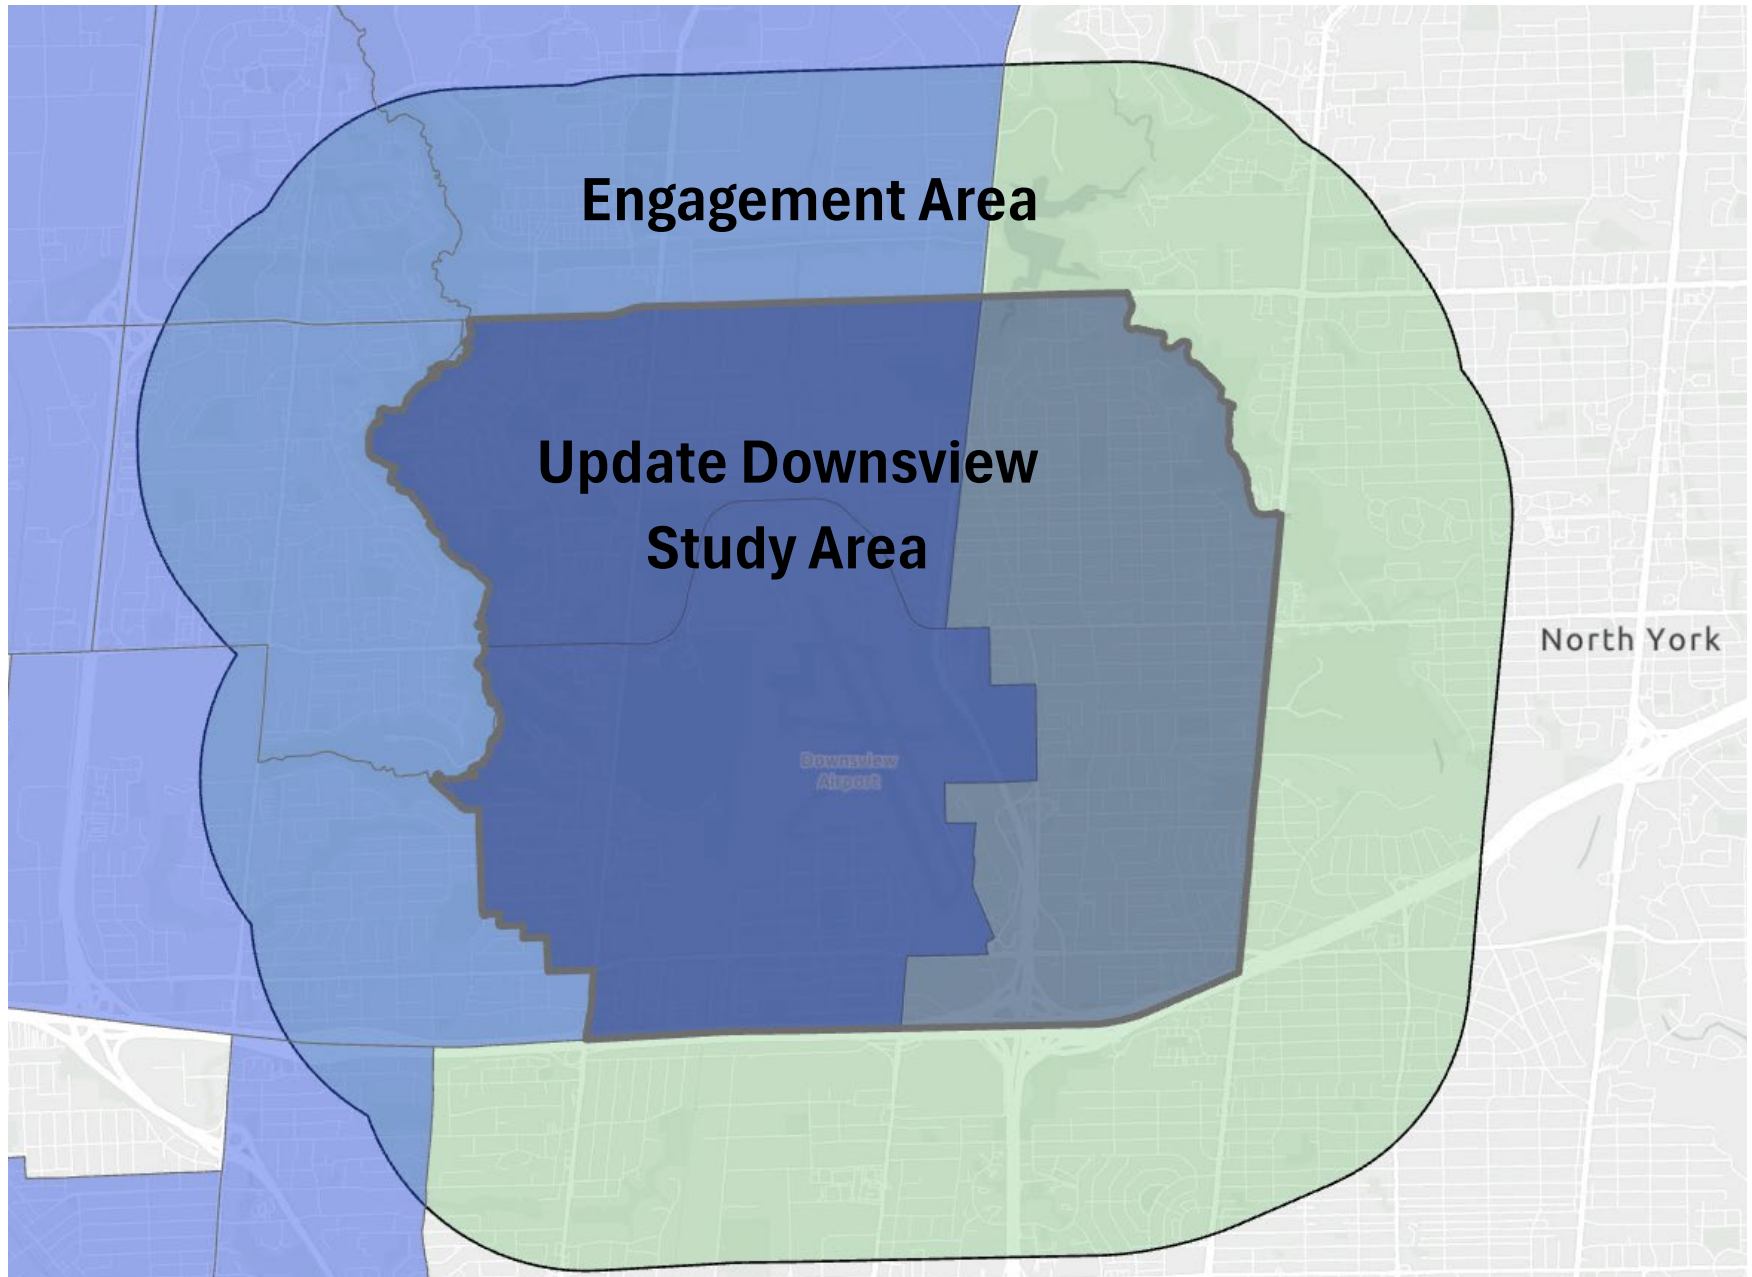 Engagement Area
Update Downsview
Study Area
North York
Downsview
Airport